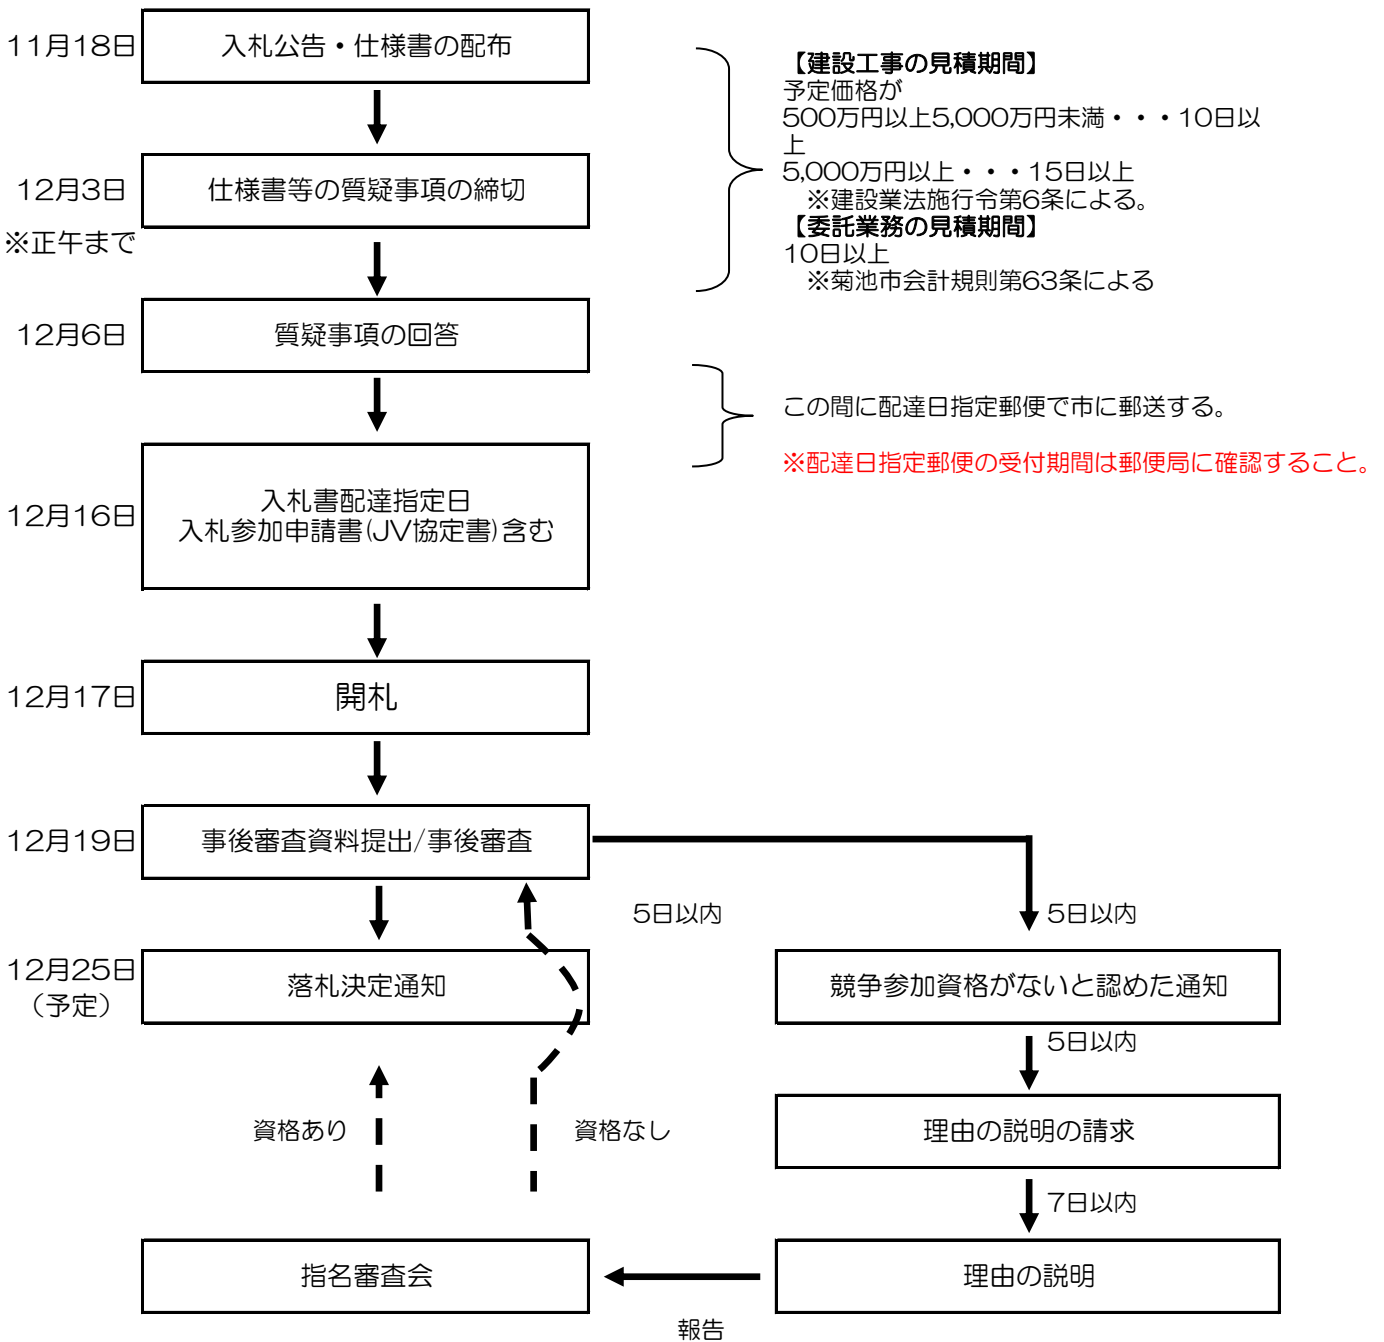 11月18日
入札公告・仕様書の配布
【建設工事の見積期間】
予定価格が
500万円以上5,000万円未満・・・10日以
上
5,000万円以上・・・15日以上
※建設業法施行令第6条による。
【委託業務の見積期間】
10日以上
※菊池市会計規則第63条による
12月3日
※正午まで
仕様書等の質疑事項の締切
12月6日
質疑事項の回答
この間に配達日指定郵便で市に郵送する。
※配達日指定郵便の受付期間は郵便局に確認すること。
12月16日
入札書配達指定日
入札参加申請書(JV協定書)含む
12月17日
開札
12月19日
事後審査資料提出/事後審査
5日以内
5日以内
12月25日
（予定）
落札決定通知
競争参加資格がないと認めた通知
5日以内
資格あり
資格なし
理由の説明の請求
7日以内
指名審査会
理由の説明
報告